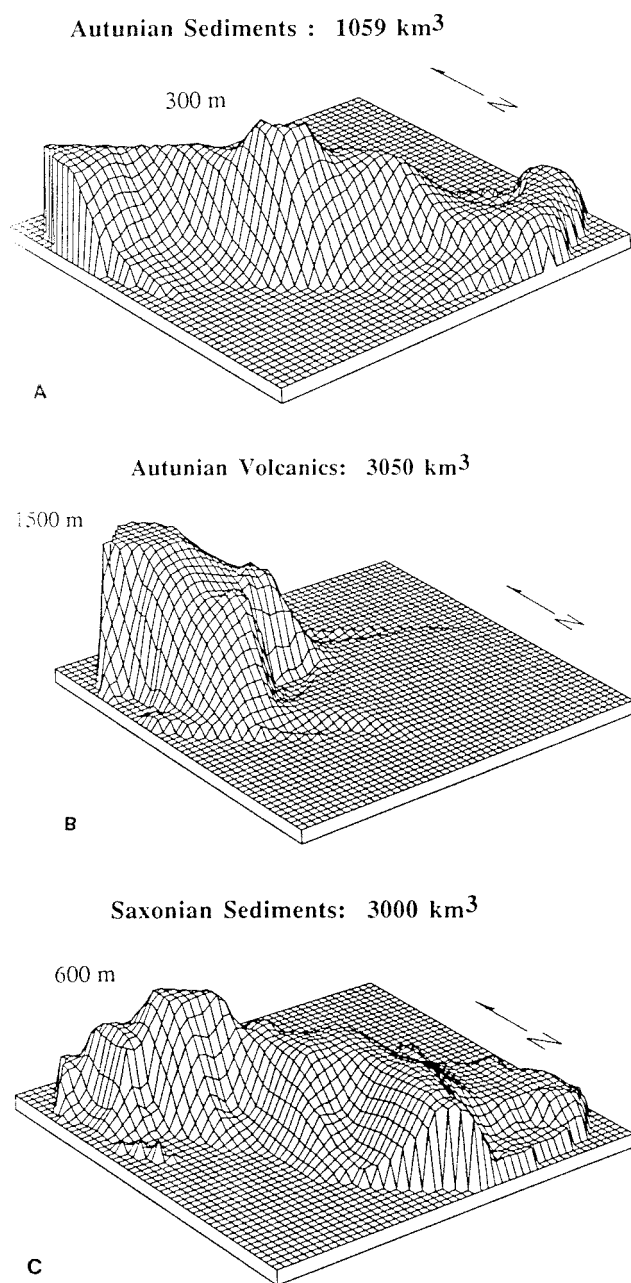 Autunian Sediments : 1059 km3
300 m
N
A
Autunian Volcanics: 3050 km3
1500 m
N
B
Saxonian Sediments: 3000 km3
600 m
N
C